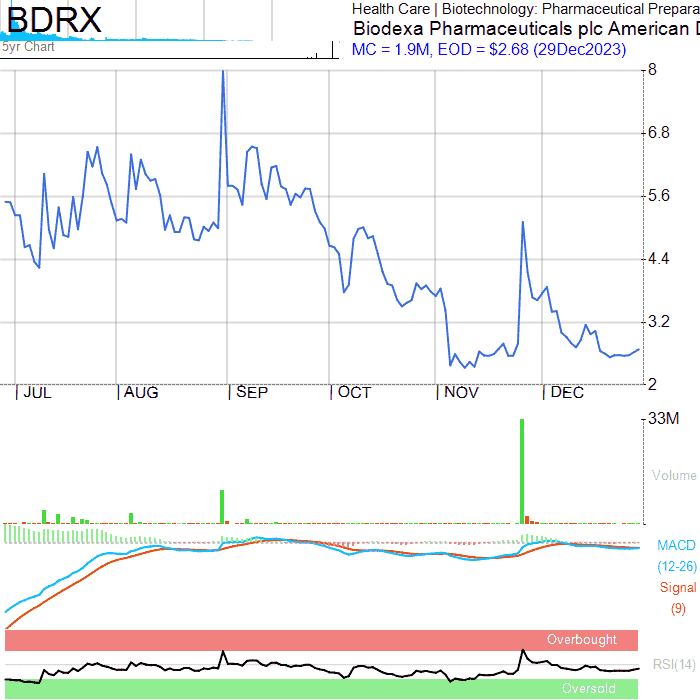 BDRX
Health Care | Biotechnology: Pharmaceutical Prepara
Biodexa Pharmaceuticals plc American D
5yr Chart
MC = 1.9M, EOD = $2.68 (29Dec2023)
8
6.8
5.6
4.4
3.2
2
JUL AUG SEP OCT NOV DEC
33M
Volume
MACD
(12-26)
Signal
(9)
Overbought
RSI(14)
Oversold